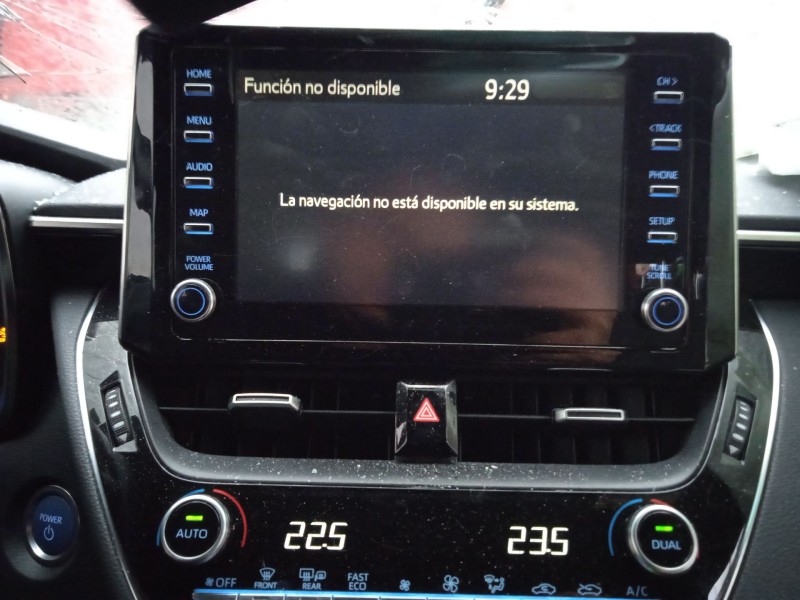 Función no disponible 9:29
La navegación no está disponible en su sistema.
HOME
MENU
AUDIO
MAP
POWER
VOLUME
CH >
<TRACK
PHONE
SETUP
TUNE
SCROLL
POWER
AUTO
22.5
23.5
DUAL
OFF
FRONT
REAR
FAST
ECO
A/C